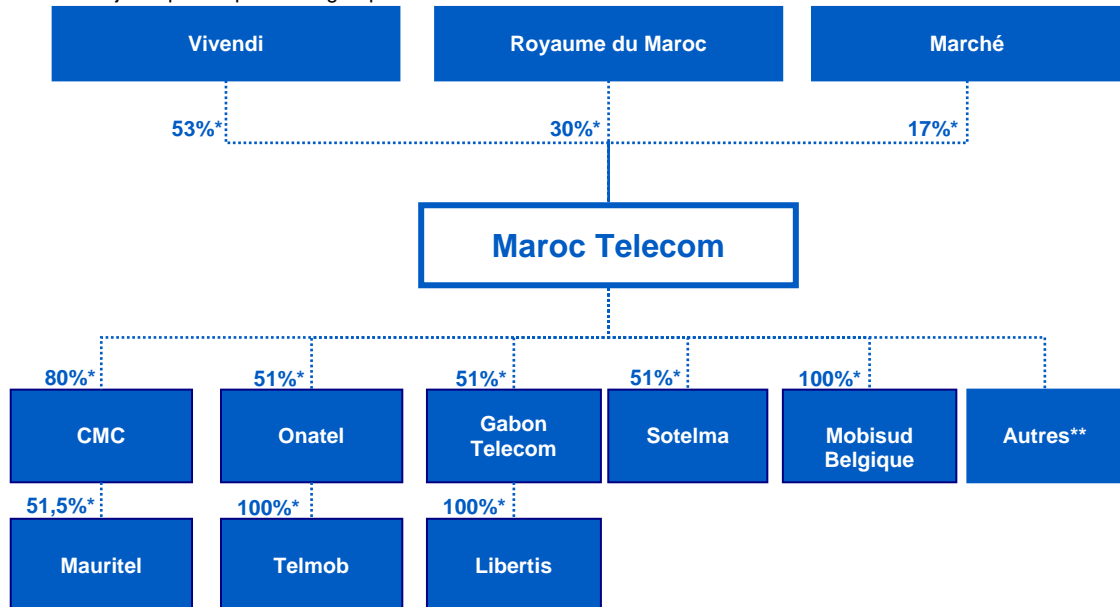 Vivendi
Royaume du Maroc
Marché
53%*
30%*
17%*
Maroc Telecom
80%*
51%*
51%*
51%*
100%*
CMC
Onatel
Gabon
Telecom
Sotelma
Mobisud
Belgique
Autres**
51,5%*
100%*
100%*
Mauritel
Telmob
Libertis